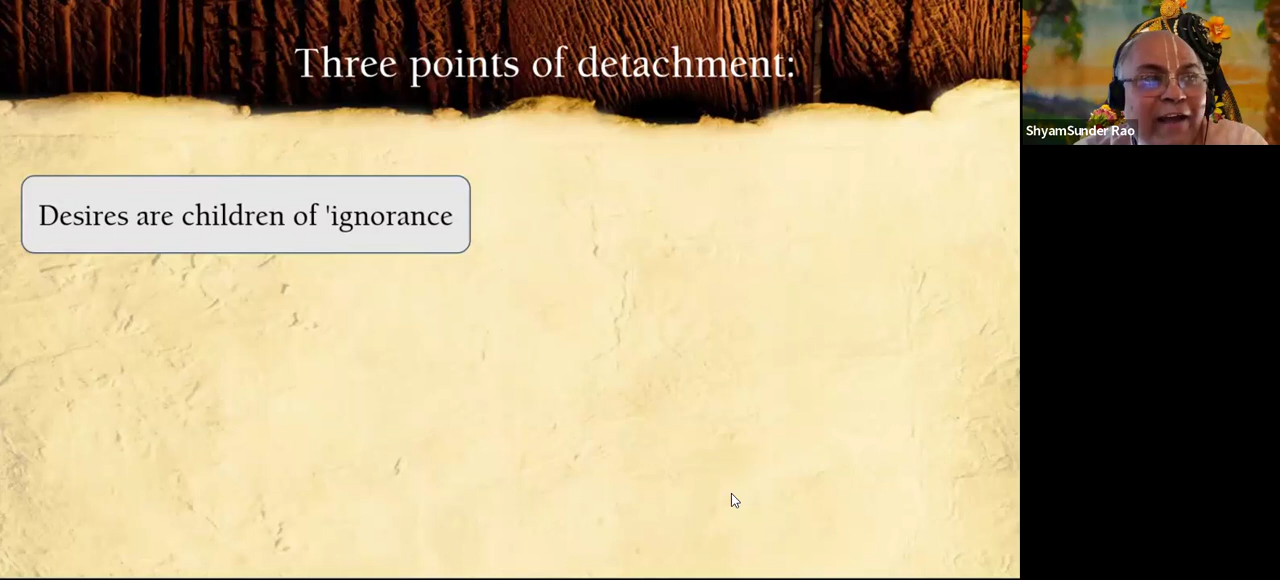 Three points of detachment:
Desires are children of 'ignorance
ShyamSunder Rao